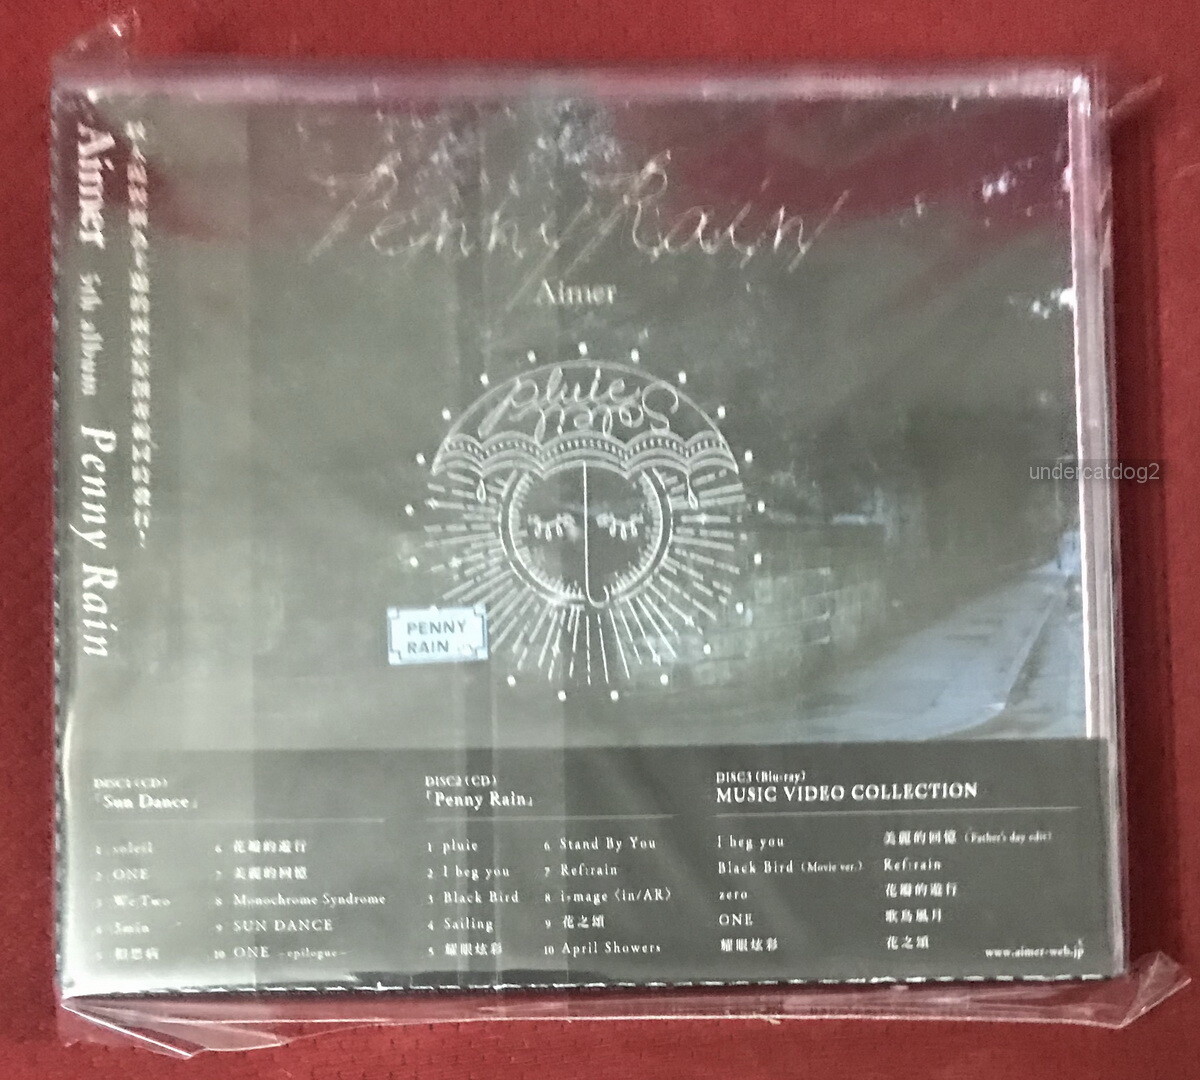 Aimer 5th album Penny Rain
Penny Rain
Aimer
pluie
Soleil
PENNY
RAIN
undercatdog2
DISC1 (CD)
「Sun Dance」
1 soleil
2 ONE
3 We Two
4 3min
5 相思病
6 花瓣的遊行
7 美麗的回憶
8 Monochrome Syndrome
9 SUN DANCE
10 ONE -epilogue-
DISC2 (CD)
「Penny Rain」
1 pluie
2 I beg you
3 Black Bird
4 Sailing
5 耀眼炫彩
6 Stand By You
7 Ref:rain
8 i-mage <in/AR>
9 花之頌
10 April Showers
DISC3 (Blu-ray)
MUSIC VIDEO COLLECTION
I beg you
Black Bird (Movie ver.)
zero
ONE
耀眼炫彩
美麗的回憶 (Father's day edit)
Ref:rain
花瓣的遊行
歌鳥風月
花之頌
www.aimer-web.jp